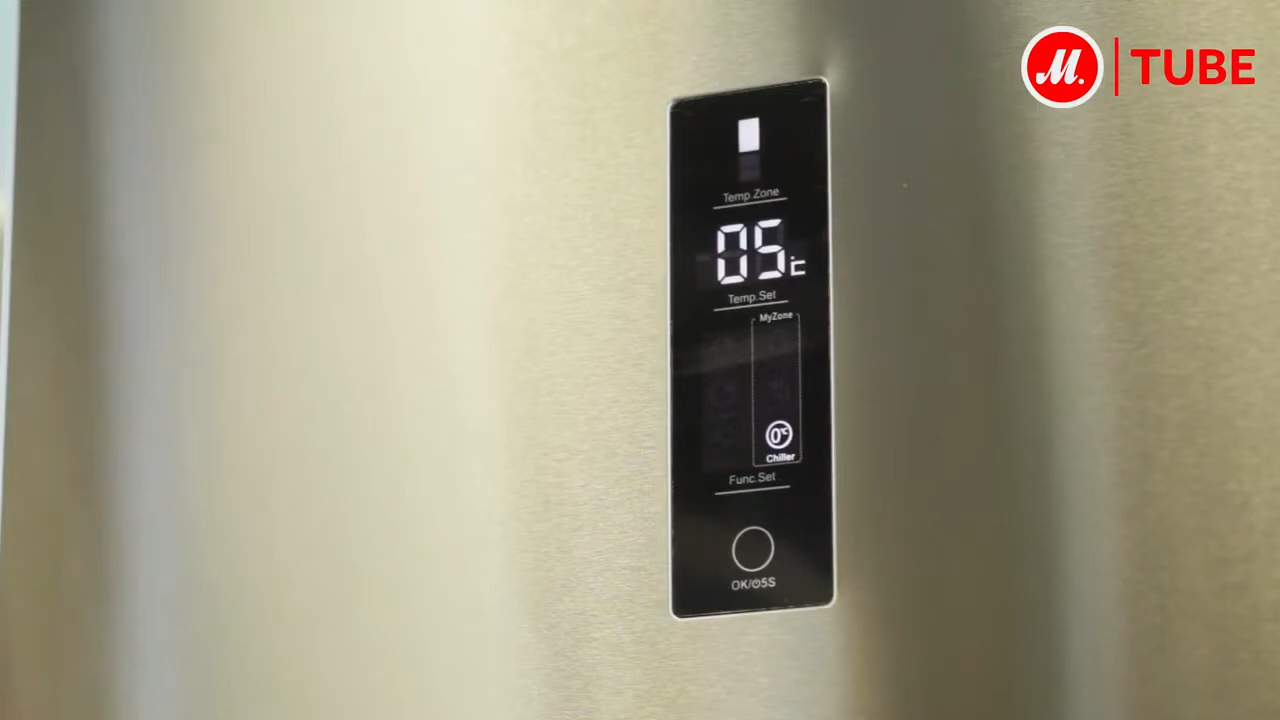 M. TUBE
Temp.Zone
05°C
Temp.Set
MyZone
0°C
Chiller
Func.Set
OK/⏻5S